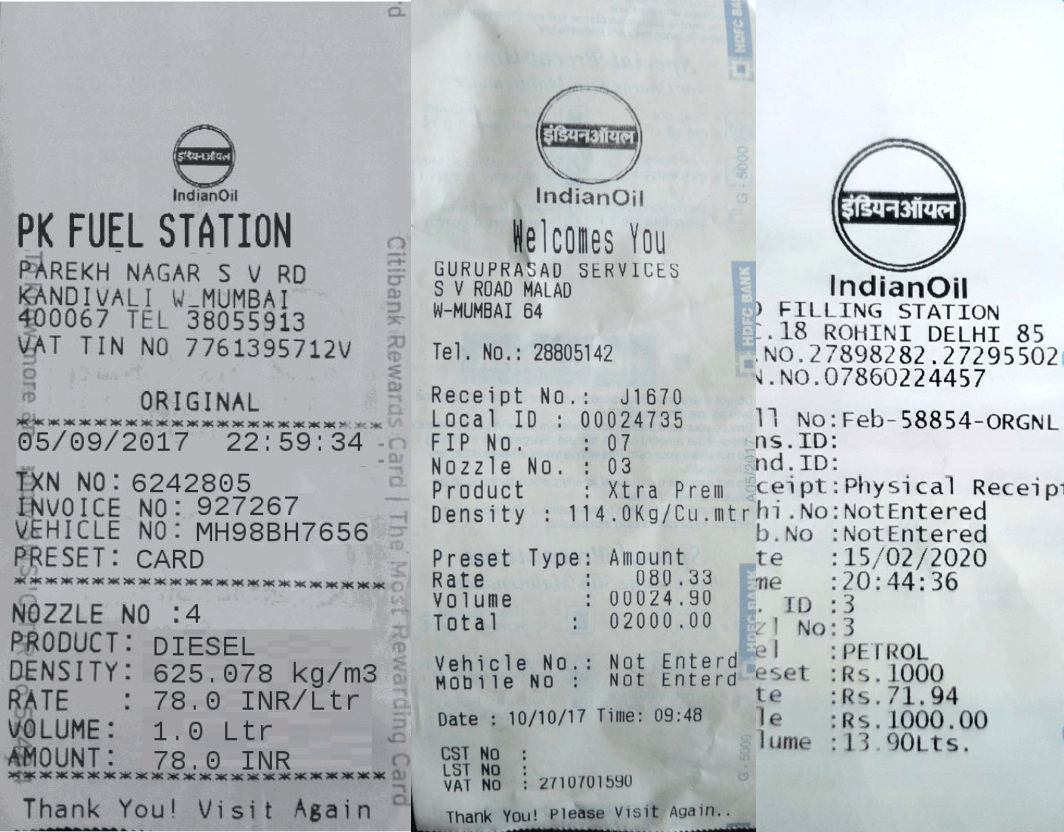 इंडियनऑयल
IndianOil
PK FUEL STATION
PAREKH NAGAR S V RD
KANDIVALI W_MUMBAI
400067 TEL 38055913
VAT TIN NO 7761395712V
ORIGINAL
05/09/2017 22:59:34
TXN NO: 6242805
INVOICE NO: 927267
VEHICLE NO: MH98BH7656
PRESET: CARD
NOZZLE NO :4
PRODUCT: DIESEL
DENSITY: 625.078 kg/m3
RATE : 78.0 INR/Ltr
VOLUME: 1.0 Ltr
AMOUNT: 78.0 INR
Thank You! Visit Again
Citibank Rewards Card | The Most Rewarding Card
HDFC BANK
G - 5000
HDFC BANK
A05/2017
HDFC BANK
G - 5000
इंडियनऑयल
IndianOil
Welcomes You
GURUPRASAD SERVICES
S V ROAD MALAD
W-MUMBAI 64
Tel. No.: 28805142
Receipt No.: J1670
Local ID : 00024735
FIP No. : 07
Nozzle No. : 03
Product : Xtra Prem
Density : 114.0Kg/Cu.mtr
Preset Type: Amount
Rate : 080.33
Volume : 00024.90
Total : 02000.00
Vehicle No.: Not Enterd
Mobile No : Not Enterd
Date : 10/10/17 Time: 09:48
CST No :
LST No :
VAT No : 2710701590
Thank You! Please Visit Again..
इंडियनऑयल
IndianOil
FILLING STATION
.18 ROHINI DELHI 85
.NO.27898282.27295502
.NO.07860224457
ll No:Feb-58854-ORGNL
ns.ID:
nd.ID:
ceipt:Physical Receipt
hi.No:NotEntered
b.No :NotEntered
te :15/02/2020
me :20:44:36
. ID :3
zl No:3
el :PETROL
eset :Rs.1000
te :Rs.71.94
le :Rs.1000.00
lume :13.90Lts.